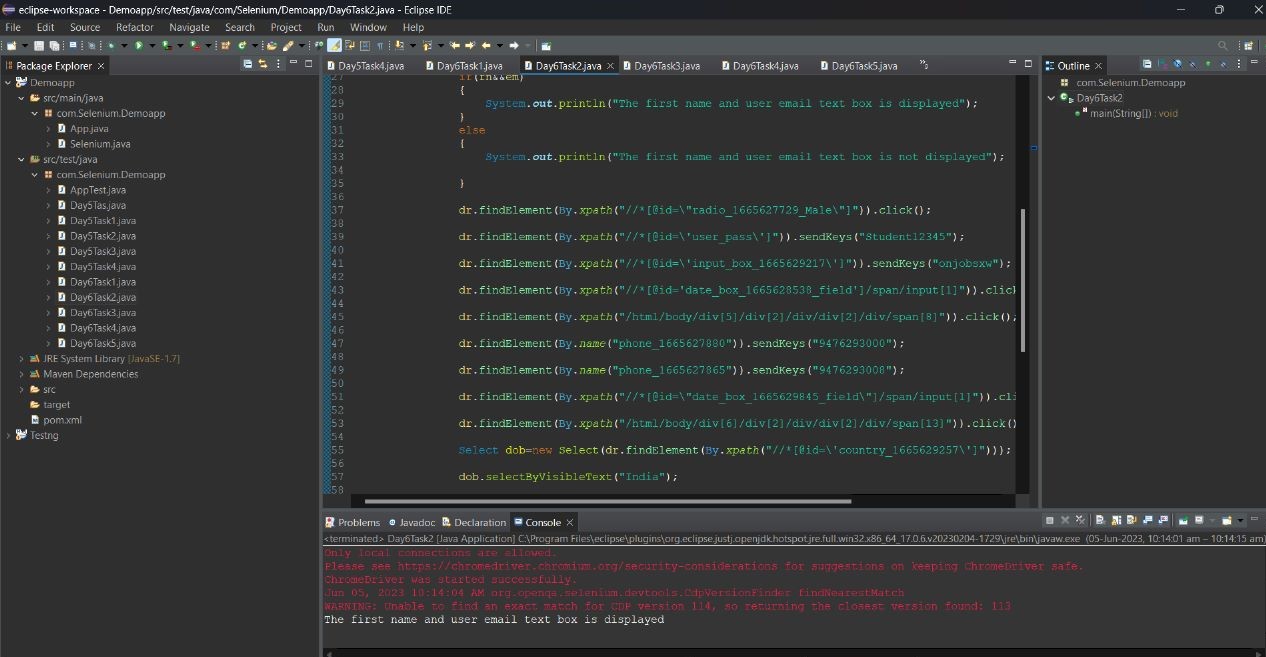 eclipse-workspace - Demoapp/src/test/java/com/Selenium/Demoapp/Day6Task2.java - Eclipse IDE
File Edit Source Refactor Navigate Search Project Run Window Help
Package Explorer
Demoapp
src/main/java
com.Selenium.Demoapp
App.java
Selenium.java
src/test/java
com.Selenium.Demoapp
AppTest.java
Day5Tas.java
Day5Task1.java
Day5Task2.java
Day5Task3.java
Day5Task4.java
Day6Task1.java
Day6Task2.java
Day6Task3.java
Day6Task4.java
Day6Task5.java
JRE System Library [JavaSE-1.7]
Maven Dependencies
src
target
pom.xml
Testng
Day5Task4.java Day6Task1.java Day6Task2.java Day6Task3.java Day6Task4.java Day6Task5.java »5
27 if(fn&&em)
28 {
29 System.out.println("The first name and user email text box is displayed");
30 }
31 else
32 {
33 System.out.println("The first name and user email text box is not displayed");
34
35 }
36
37 dr.findElement(By.xpath("//*[@id=\"radio_1665627729_Male\"]")).click();
38
39 dr.findElement(By.xpath("//*[@id=\'user_pass\']")).sendKeys("Student12345");
40
41 dr.findElement(By.xpath("//*[@id=\'input_box_1665629217\']")).sendKeys("onjobsxw");
42
43 dr.findElement(By.xpath("//*[@id='date_box_1665628538_field']/span/input[1]")).click
44
45 dr.findElement(By.xpath("/html/body/div[5]/div[2]/div/div[2]/div/span[8]")).click();
46
47 dr.findElement(By.name("phone_1665627880")).sendKeys("9476293000");
48
49 dr.findElement(By.name("phone_1665627865")).sendKeys("9476293008");
50
51 dr.findElement(By.xpath("//*[@id=\"date_box_1665629845_field\"]/span/input[1]")).cli
52
53 dr.findElement(By.xpath("/html/body/div[6]/div[2]/div/div[2]/div/span[13]")).click()
54
55 Select dob=new Select(dr.findElement(By.xpath("//*[@id=\'country_1665629257\']")));
56
57 dob.selectByVisibleText("India");
58
Outline
com.Selenium.Demoapp
Day6Task2
main(String[]) : void
Problems Javadoc Declaration Console
<terminated> Day6Task2 [Java Application] C:\Program Files\eclipse\plugins\org.eclipse.justj.openjdk.hotspot.jre.full.win32.x86_64_17.0.6.v20230204-1729\jre\bin\javaw.exe (05-Jun-2023, 10:14:01 am – 10:14:15 am)
Only local connections are allowed.
Please see https://chromedriver.chromium.org/security-considerations for suggestions on keeping ChromeDriver safe.
ChromeDriver was started successfully.
Jun 05, 2023 10:14:04 AM org.openqa.selenium.devtools.CdpVersionFinder findNearestMatch
WARNING: Unable to find an exact match for CDP version 114, so returning the closest version found: 113
The first name and user email text box is displayed